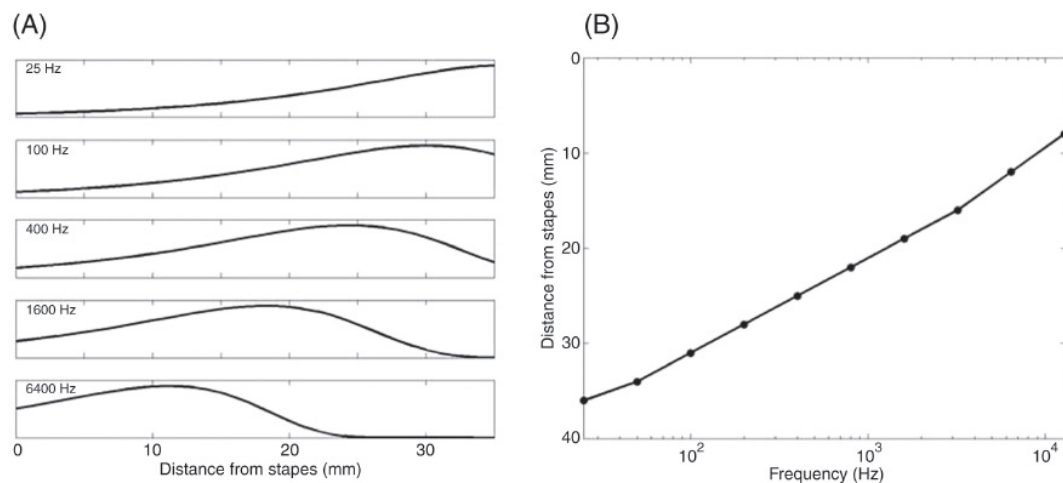 (A)
25 Hz
100 Hz
400 Hz
1600 Hz
6400 Hz
0 10 20 30
Distance from stapes (mm)
(B)
0
10
20
30
40
Distance from stapes (mm)
10² 10³ 10⁴
Frequency (Hz)